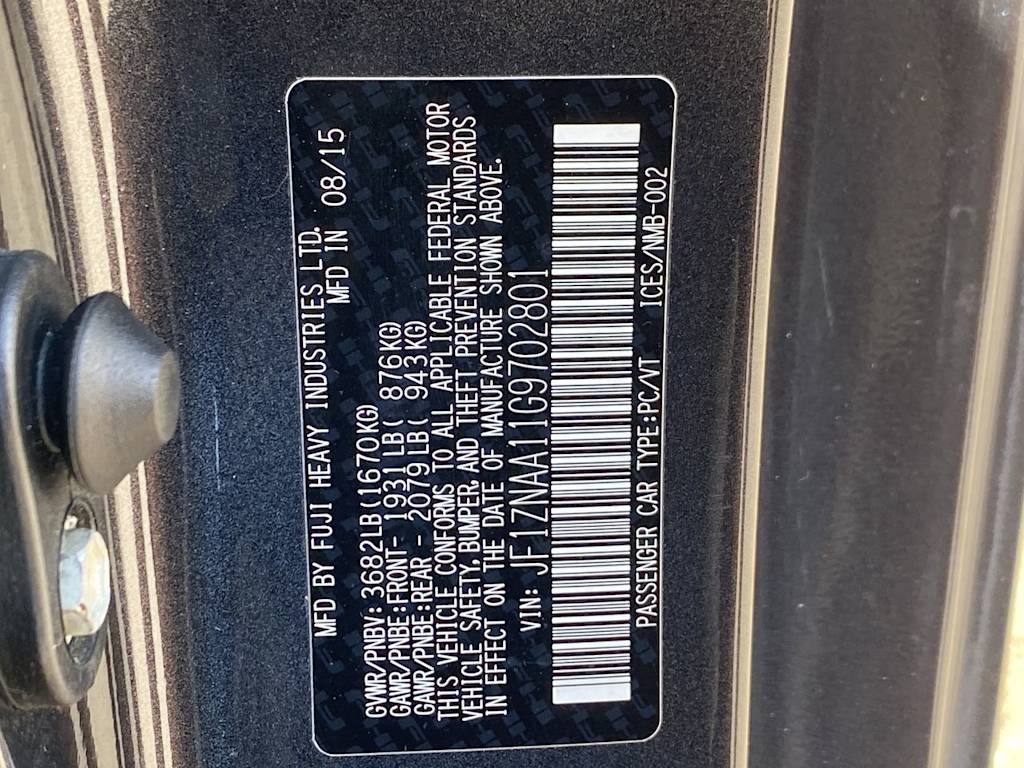 MFD BY FUJI HEAVY INDUSTRIES LTD.
MFD IN 08/15
GVWR/PNBV: 3682LB(1670KG)
GAWR/PNBE:FRONT- 1931LB( 876KG)
GAWR/PNBE:REAR - 2079LB( 943KG)
THIS VEHICLE CONFORMS TO ALL APPLICABLE FEDERAL MOTOR
VEHICLE SAFETY, BUMPER, AND THEFT PREVENTION STANDARDS
IN EFFECT ON THE DATE OF MANUFACTURE SHOWN ABOVE.
VIN: JF1ZNAA11G9702801
PASSENGER CAR TYPE:PC/VT ICES/NMB-002